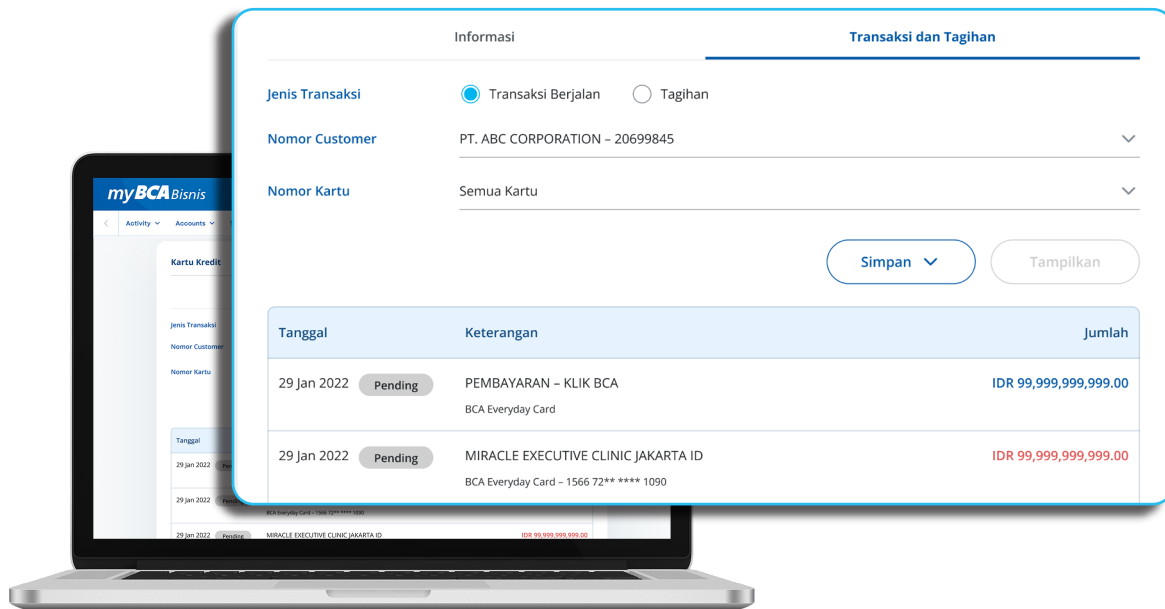 Informasi
Transaksi dan Tagihan
Jenis Transaksi
Transaksi Berjalan
Tagihan
Nomor Customer
PT. ABC CORPORATION – 20699845
Nomor Kartu
Semua Kartu
Simpan
Tampilkan
Tanggal Keterangan Jumlah
29 Jan 2022 Pending PEMBAYARAN – KLIK BCA IDR 99,999,999,999.00
BCA Everyday Card
29 Jan 2022 Pending MIRACLE EXECUTIVE CLINIC JAKARTA ID IDR 99,999,999,999.00
BCA Everyday Card – 1566 72** **** 1090
myBCA Bisnis
Activity Accounts
Kartu Kredit
Jenis Transaksi
Nomor Customer
Nomor Kartu
Tanggal
29 Jan 2022
29 Jan 2022
BCA Everyday Card – 1566 72** **** 1090
29 Jan 2022 Pending MIRACLE EXECUTIVE CLINIC JAKARTA ID IDR 99,999,999,999.00